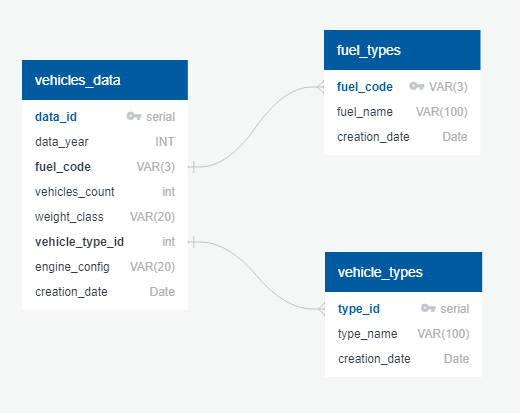 vehicles_data
data_id serial
data_year INT
fuel_code VAR(3)
vehicles_count int
weight_class VAR(20)
vehicle_type_id int
engine_config VAR(20)
creation_date Date
fuel_types
fuel_code VAR(3)
fuel_name VAR(100)
creation_date Date
vehicle_types
type_id serial
type_name VAR(100)
creation_date Date